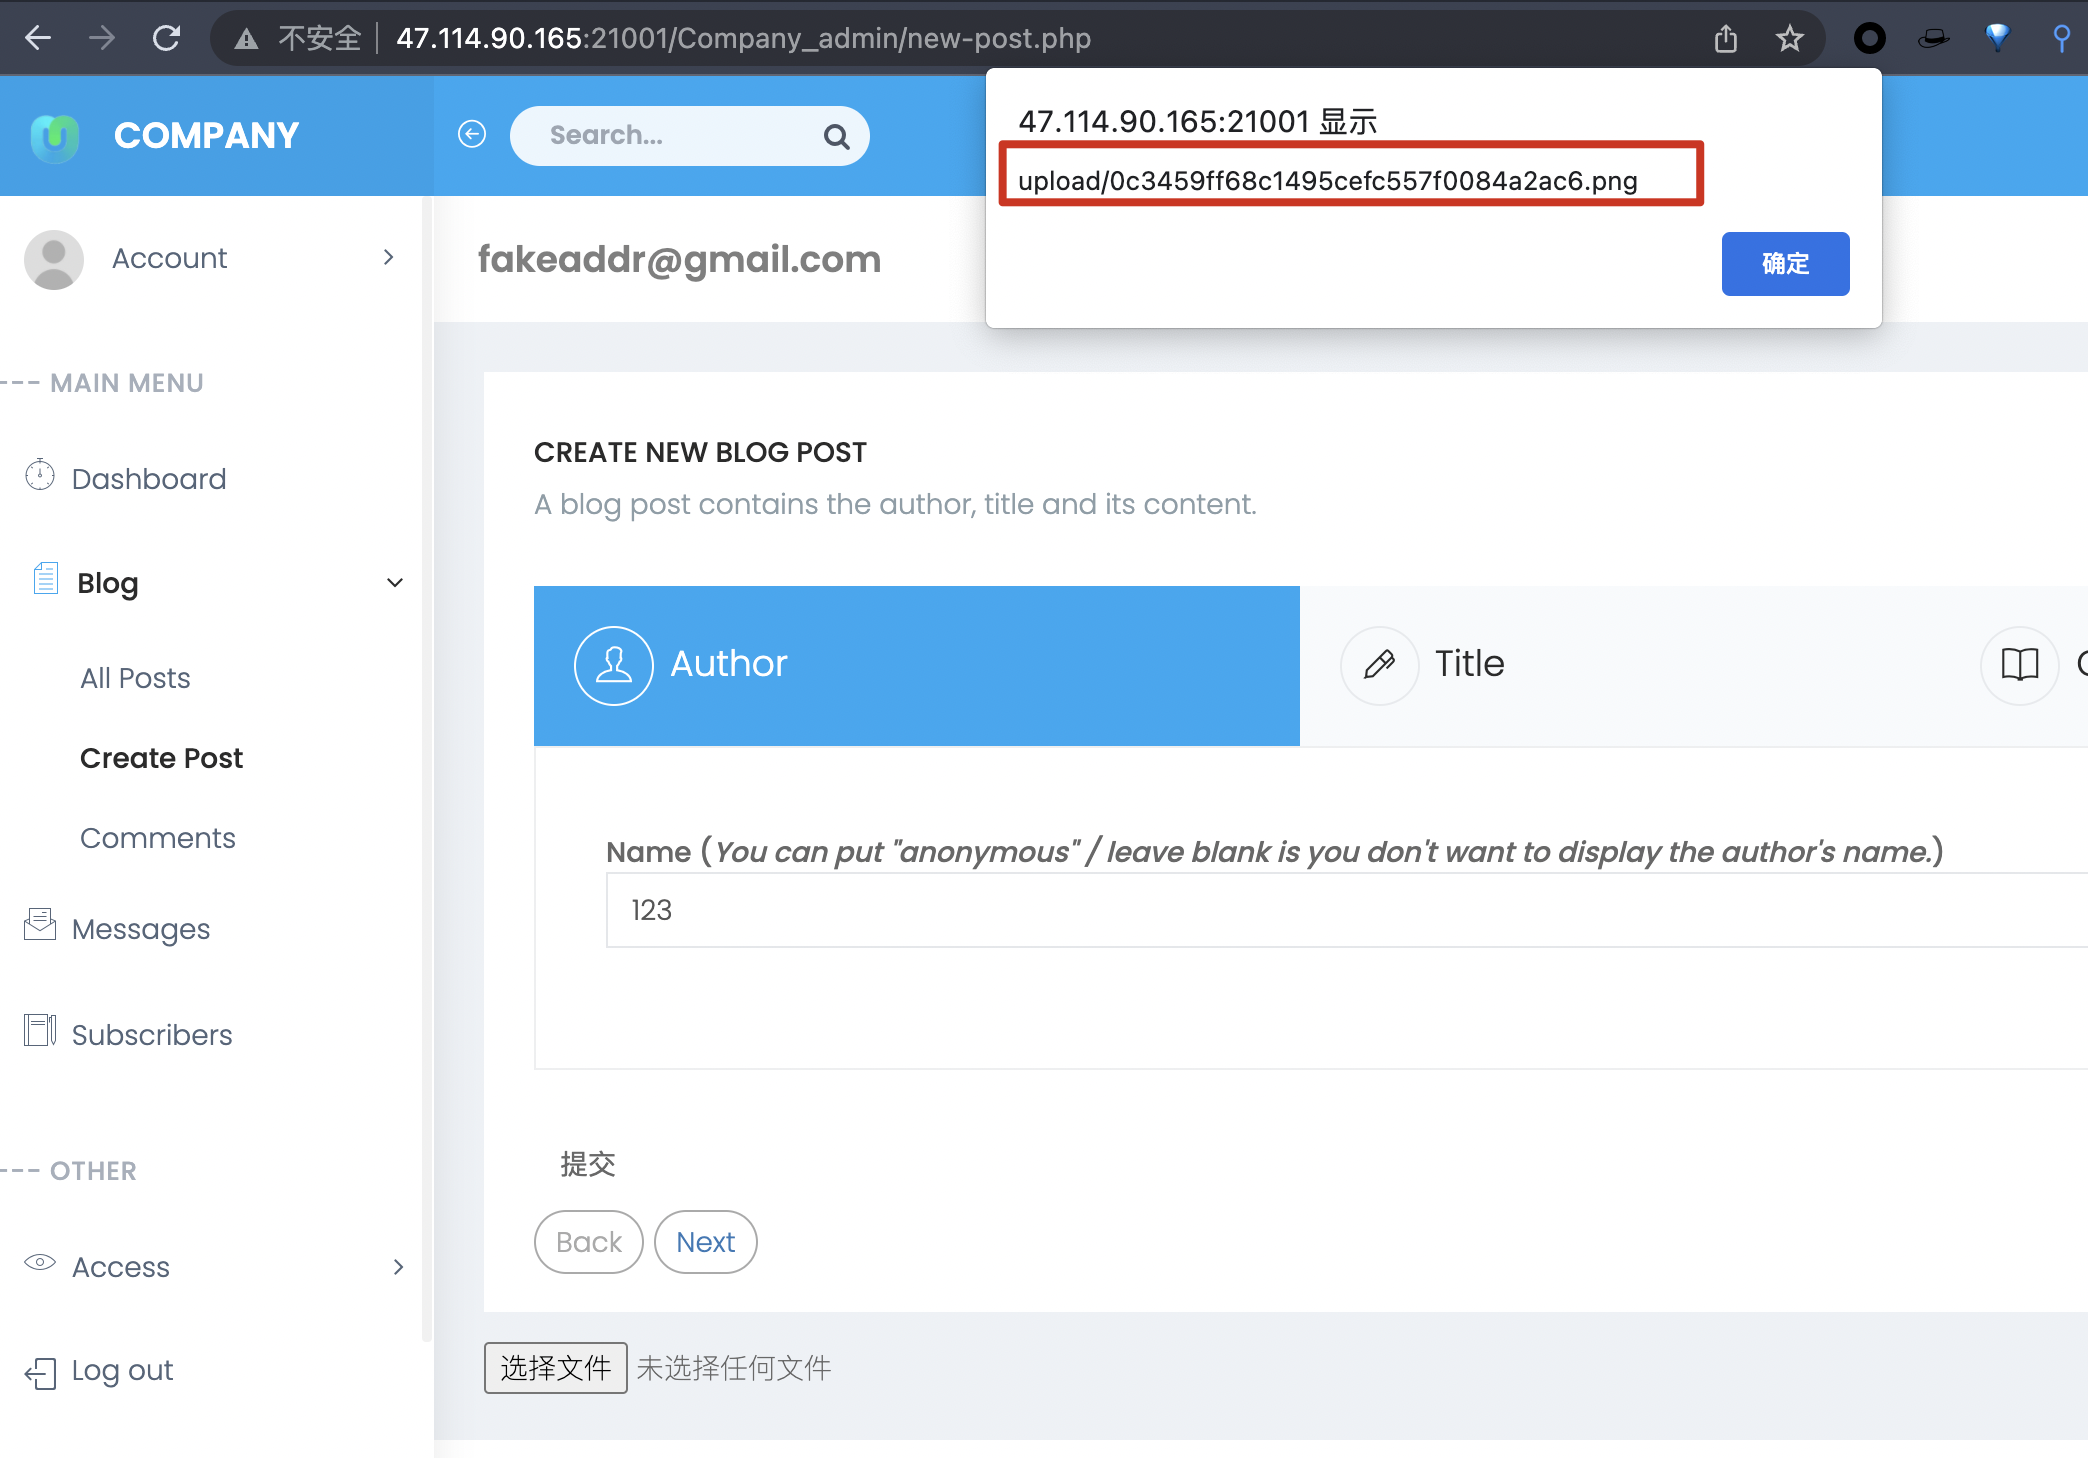 不安全 47.114.90.165:21001/Company_admin/new-post.php
COMPANY
Search...
47.114.90.165:21001 显示
upload/0c3459ff68c1495cefc557f0084a2ac6.png
确定
Account
fakeaddr@gmail.com
--- MAIN MENU
Dashboard
Blog
All Posts
Create Post
Comments
Messages
Subscribers
--- OTHER
Access
Log out
CREATE NEW BLOG POST
A blog post contains the author, title and its content.
Author
Title
Name (You can put "anonymous" / leave blank is you don't want to display the author's name.)
123
提交
Back
Next
选择文件 未选择任何文件